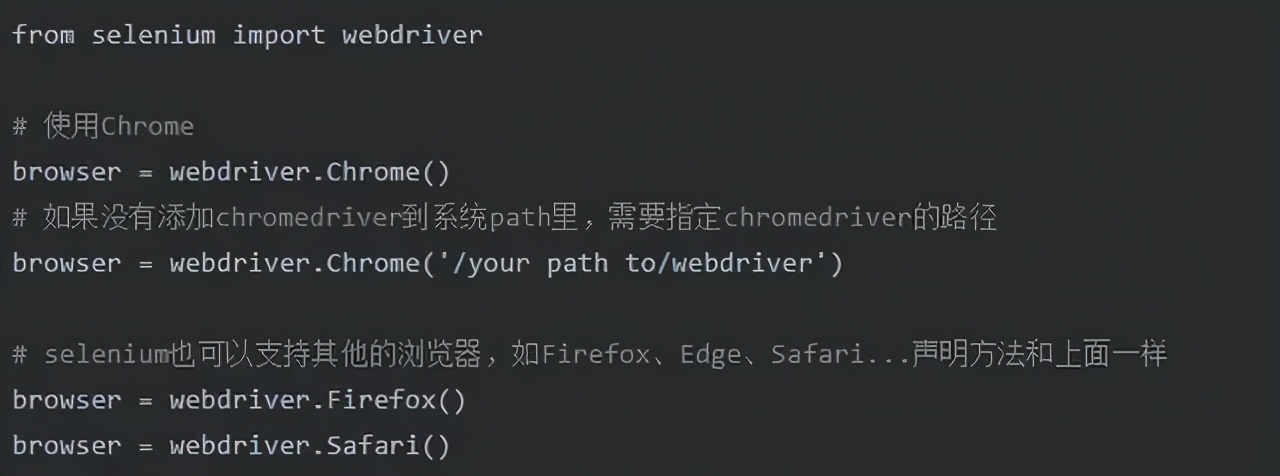 from selenium import webdriver
# 使用Chrome
browser = webdriver.Chrome()
# 如果没有添加chromedriver到系统path里，需要指定chromedriver的路径
browser = webdriver.Chrome('/your path to/webdriver')
# selenium也可以支持其他的浏览器，如Firefox、Edge、Safari...声明方法和上面一样
browser = webdriver.Firefox()
browser = webdriver.Safari()